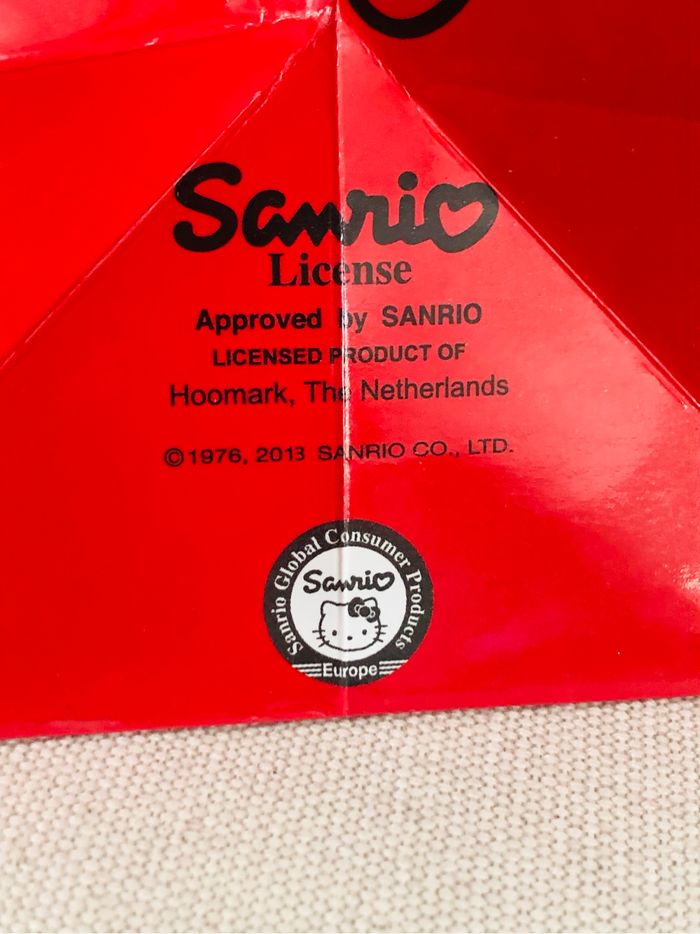 Sanrio
License
Approved by SANRIO
LICENSED PRODUCT OF
Hoomark, The Netherlands
©1976, 2013 SANRIO CO., LTD.
Sanrio Global Consumer Products
Sanrio
Europe